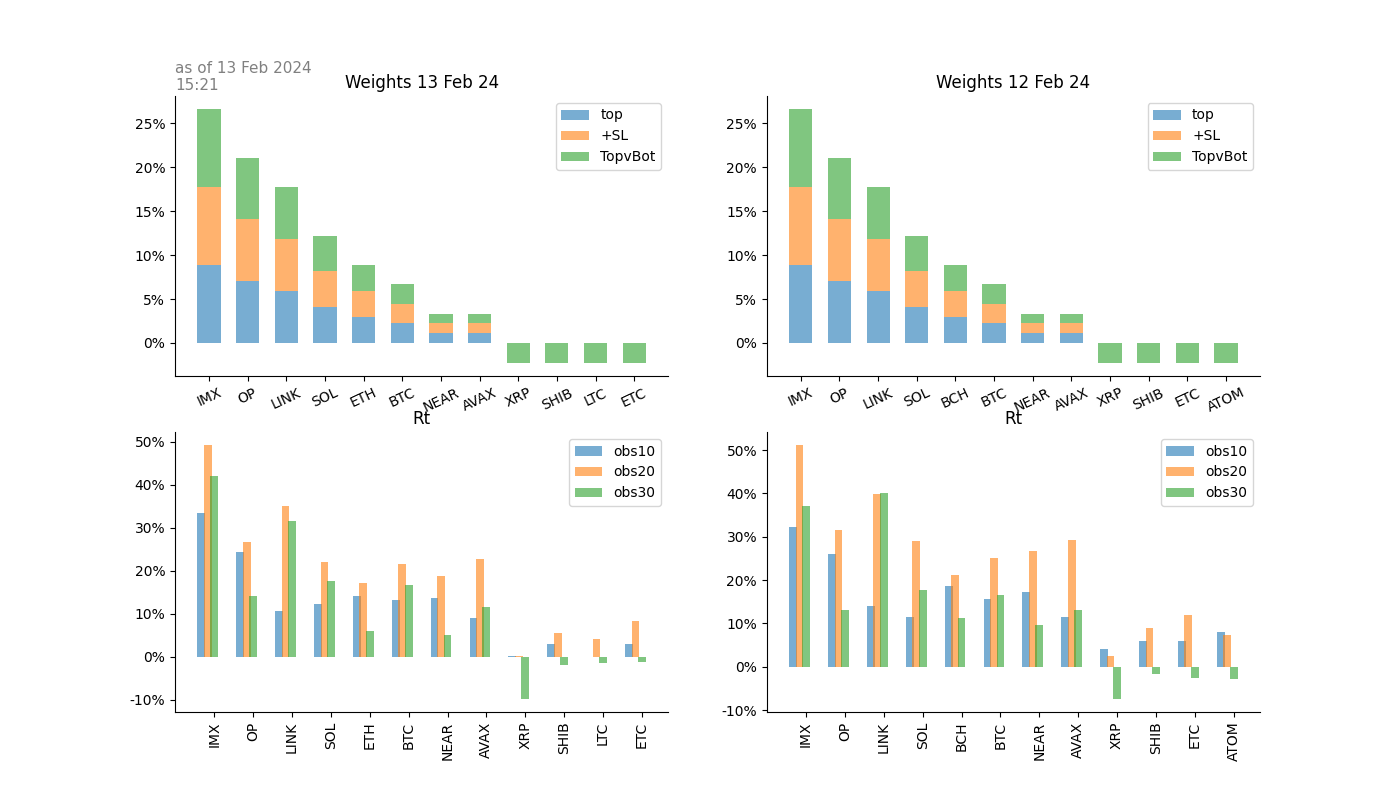 as of 13 Feb 2024
15:21
Weights 13 Feb 24
25%
20%
15%
10%
5%
0%
top
+SL
TopvBot
IMX OP LINK SOL ETH BTC NEAR AVAX XRP SHIB LTC ETC
Weights 12 Feb 24
25%
20%
15%
10%
5%
0%
top
+SL
TopvBot
IMX OP LINK SOL BCH BTC NEAR AVAX XRP SHIB ETC ATOM
Rt
50%
40%
30%
20%
10%
0%
-10%
obs10
obs20
obs30
IMX OP LINK SOL ETH BTC NEAR AVAX XRP SHIB LTC ETC
Rt
50%
40%
30%
20%
10%
0%
-10%
obs10
obs20
obs30
IMX OP LINK SOL BCH BTC NEAR AVAX XRP SHIB ETC ATOM